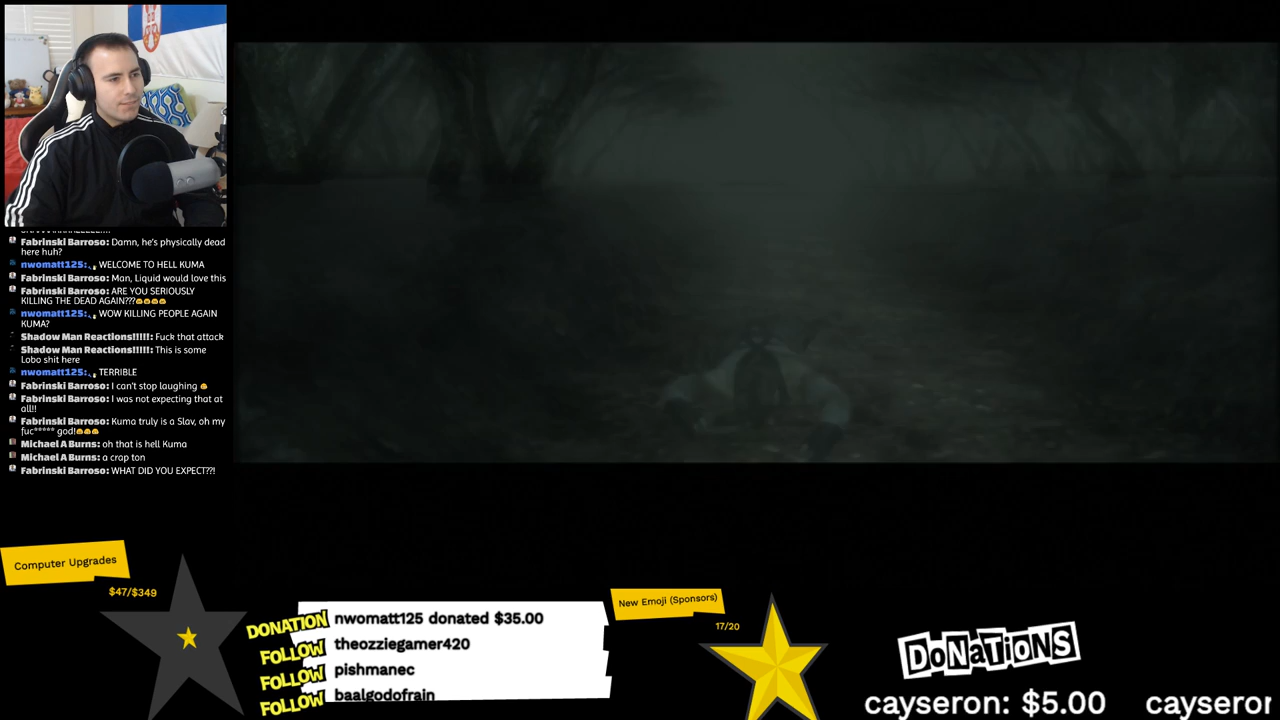 Fabrinski Barroso: Damn, he's physically dead
here huh?
nwomatt125: WELCOME TO HELL KUMA
Fabrinski Barroso: Man, Liquid would love this
Fabrinski Barroso: ARE YOU SERIOUSLY
KILLING THE DEAD AGAIN???
nwomatt125: WOW KILLING PEOPLE AGAIN
KUMA?
Shadow Man Reactions!!!!!: Fuck that attack
Shadow Man Reactions!!!!!: This is some
Lobo shit here
nwomatt125: TERRIBLE
Fabrinski Barroso: I can't stop laughing
Fabrinski Barroso: I was not expecting that at
all!!
Fabrinski Barroso: Kuma truly is a Slav, oh my
fuc***** god!
Michael A Burns: oh that is hell Kuma
Michael A Burns: a crap ton
Fabrinski Barroso: WHAT DID YOU EXPECT??!
Computer Upgrades
$47/$349
DONATION nwomatt125 donated $35.00
FOLLOW theozziegamer420
FOLLOW pishmanec
FOLLOW baalgodofrain
New Emoji (Sponsors)
17/20
DoNaTiONS
cayseron: $5.00 cayseror